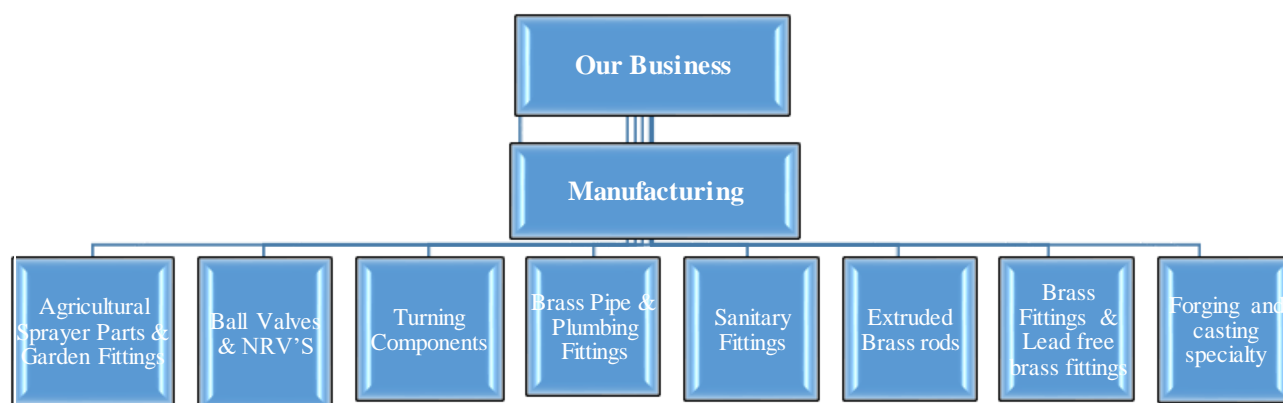 Our Business
Manufacturing
Agricultural
Sprayer Parts &
Garden Fittings
Ball Valves
& NRV'S
Turning
Components
Brass Pipe &
Plumbing
Fittings
Sanitary
Fittings
Extruded
Brass rods
Brass
Fittings &
Lead free
brass fittings
Forging and
casting
specialty